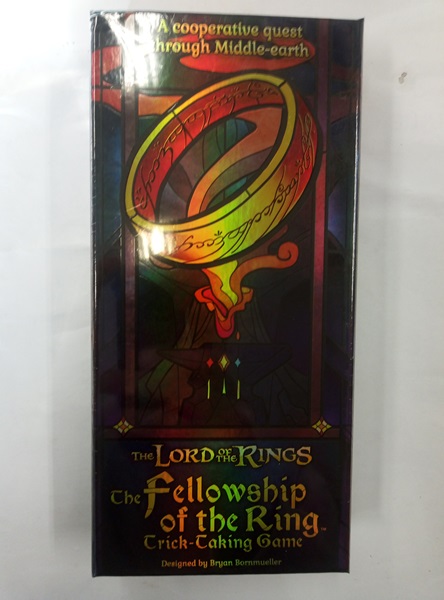 A cooperative quest
through Middle-earth
THE LORD OF THE RINGS
The Fellowship
of the Ring™
Trick-Taking Game
Designed by Bryan Bornmueller